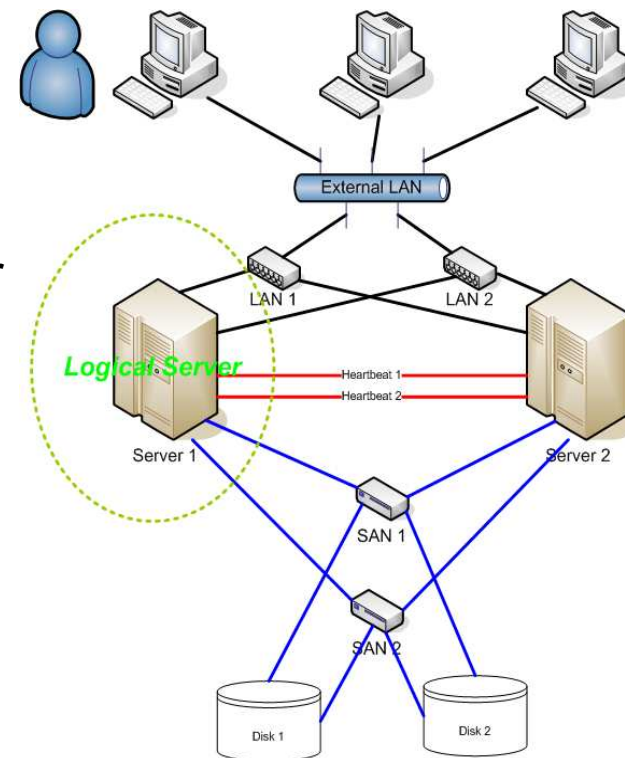 External LAN
LAN 1
LAN 2
Logical Server
Heartbeat 1
Heartbeat 2
Server 1
Server 2
SAN 1
SAN 2
Disk 1
Disk 2